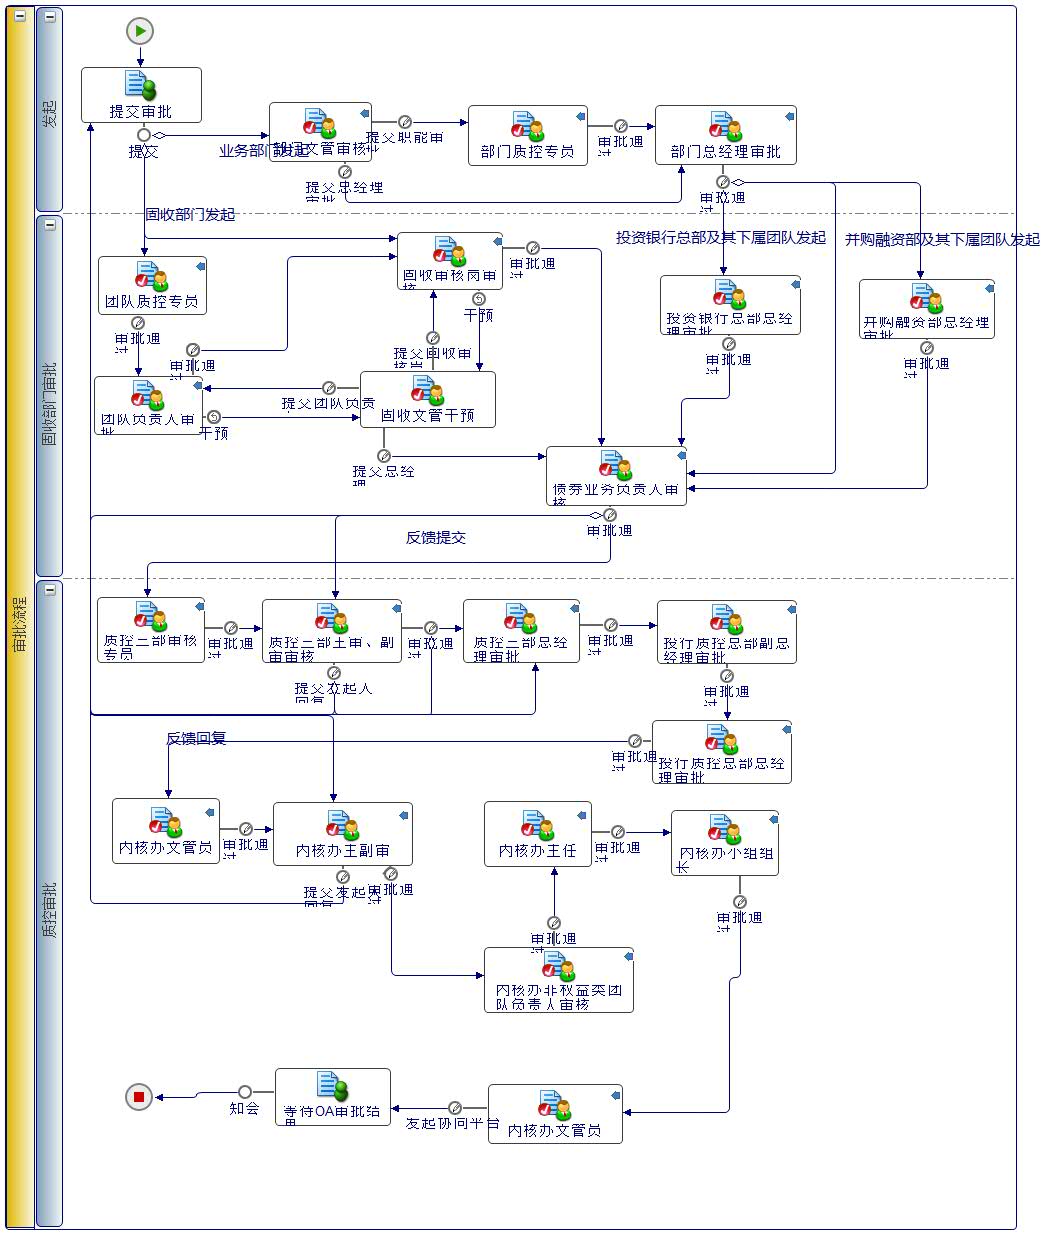 审批流程
发起
提交审批
提交
业务部门发起
部门文管审核
提交职能审
批
部门质控专员
审批通
过
部门总经理审批
提交总经理
审批
审批通
过
固收部门发起
投资银行总部及其下属团队发起
并购融资部及其下属团队发起
固收部门审批
团队质控专员
固收审核岗审
核
审批通
过
干预
投资银行总部总经
理审批
并购融资部总经理
审批
审批通
过
审批通
过
提交固收审
核岗
审批通
过
审批通
过
团队负责人审
批
干预
提交团队负责
固收文管干预
提交总经
理
债券业务负责人审
核
审批通
过
反馈提交
质控审批
质控二部审核
专员
审批通
过
质控二部主审、副
审审核
审批通
过
质控二部总经
理审批
审批通
过
投行质控总部副总
经理审批
提交发起人
回复
审批通
过
反馈回复
审批通
过
投行质控总部总经
理审批
内核办文管员
审批通
过
内核办主副审
内核办主任
审批通
过
内核办小组组
长
提交发起人
回复
审批通
过
审批通
过
审批通
过
内核办非权益类团
队负责人审核
等待OA审批结
果
知会
发起协同平台
内核办文管员